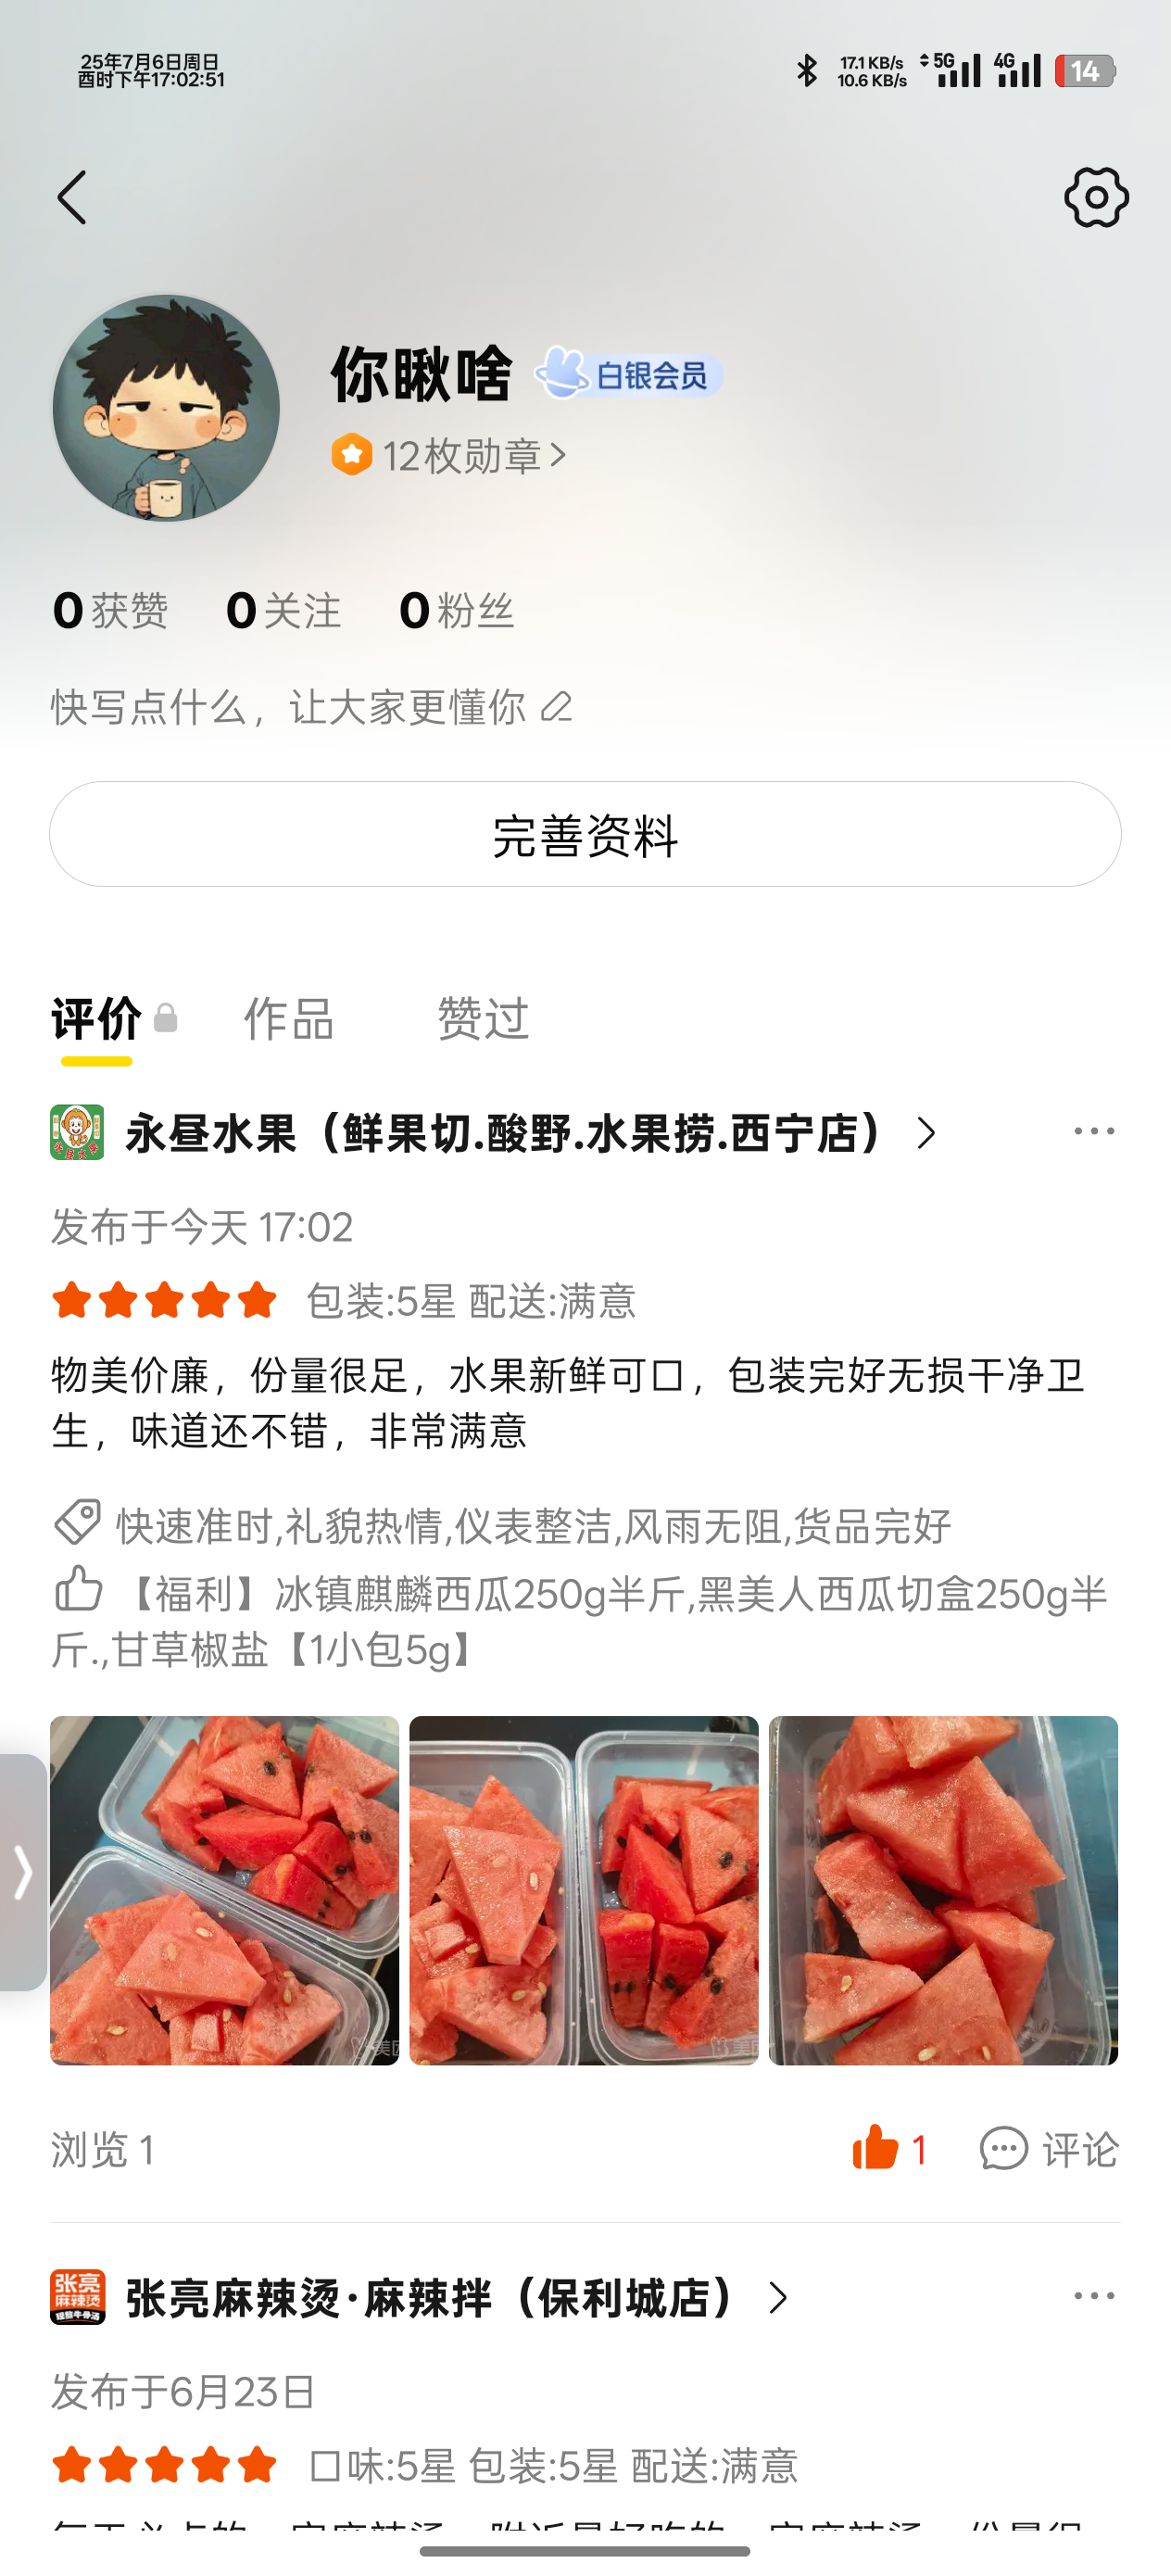 25年7月6日周日
酉时下午17:02:51
17.1 KB/s
10.6 KB/s
5G
4G
14
你瞅啥
白银会员
12枚勋章
0获赞 0关注 0粉丝
快写点什么，让大家更懂你
完善资料
评价 作品 赞过
永昼水果（鲜果切.酸野.水果捞.西宁店）
发布于今天 17:02
包装:5星 配送:满意
物美价廉，份量很足，水果新鲜可口，包装完好无损干净卫
生，味道还不错，非常满意
快速准时,礼貌热情,仪表整洁,风雨无阻,货品完好
【福利】冰镇麒麟西瓜250g半斤,黑美人西瓜切盒250g半
斤.,甘草椒盐【1小包5g】
美团
美团
浏览 1
1
评论
张亮
麻辣烫
张亮麻辣烫·麻辣拌（保利城店）
发布于6月23日
口味:5星 包装:5星 配送:满意